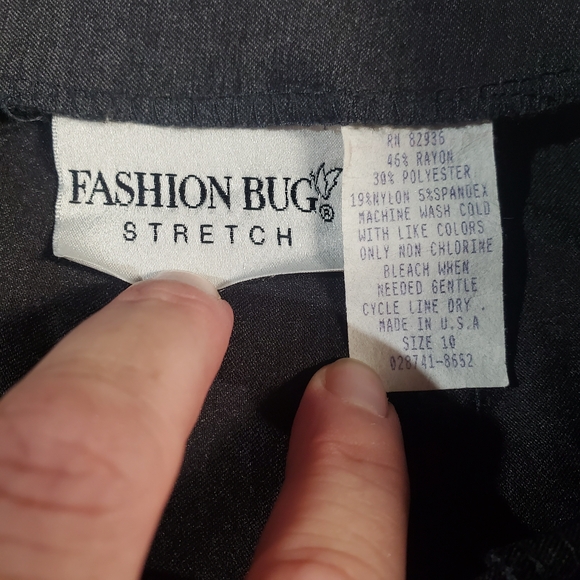 FASHION BUG®
STRETCH
RN 82936
46% RAYON
30% POLYESTER
19%NYLON 5%SPANDEX
MACHINE WASH COLD
WITH LIKE COLORS
ONLY NON CHLORINE
BLEACH WHEN
NEEDED GENTLE
CYCLE LINE DRY .
MADE IN U.S.A
SIZE 10
028741-8652